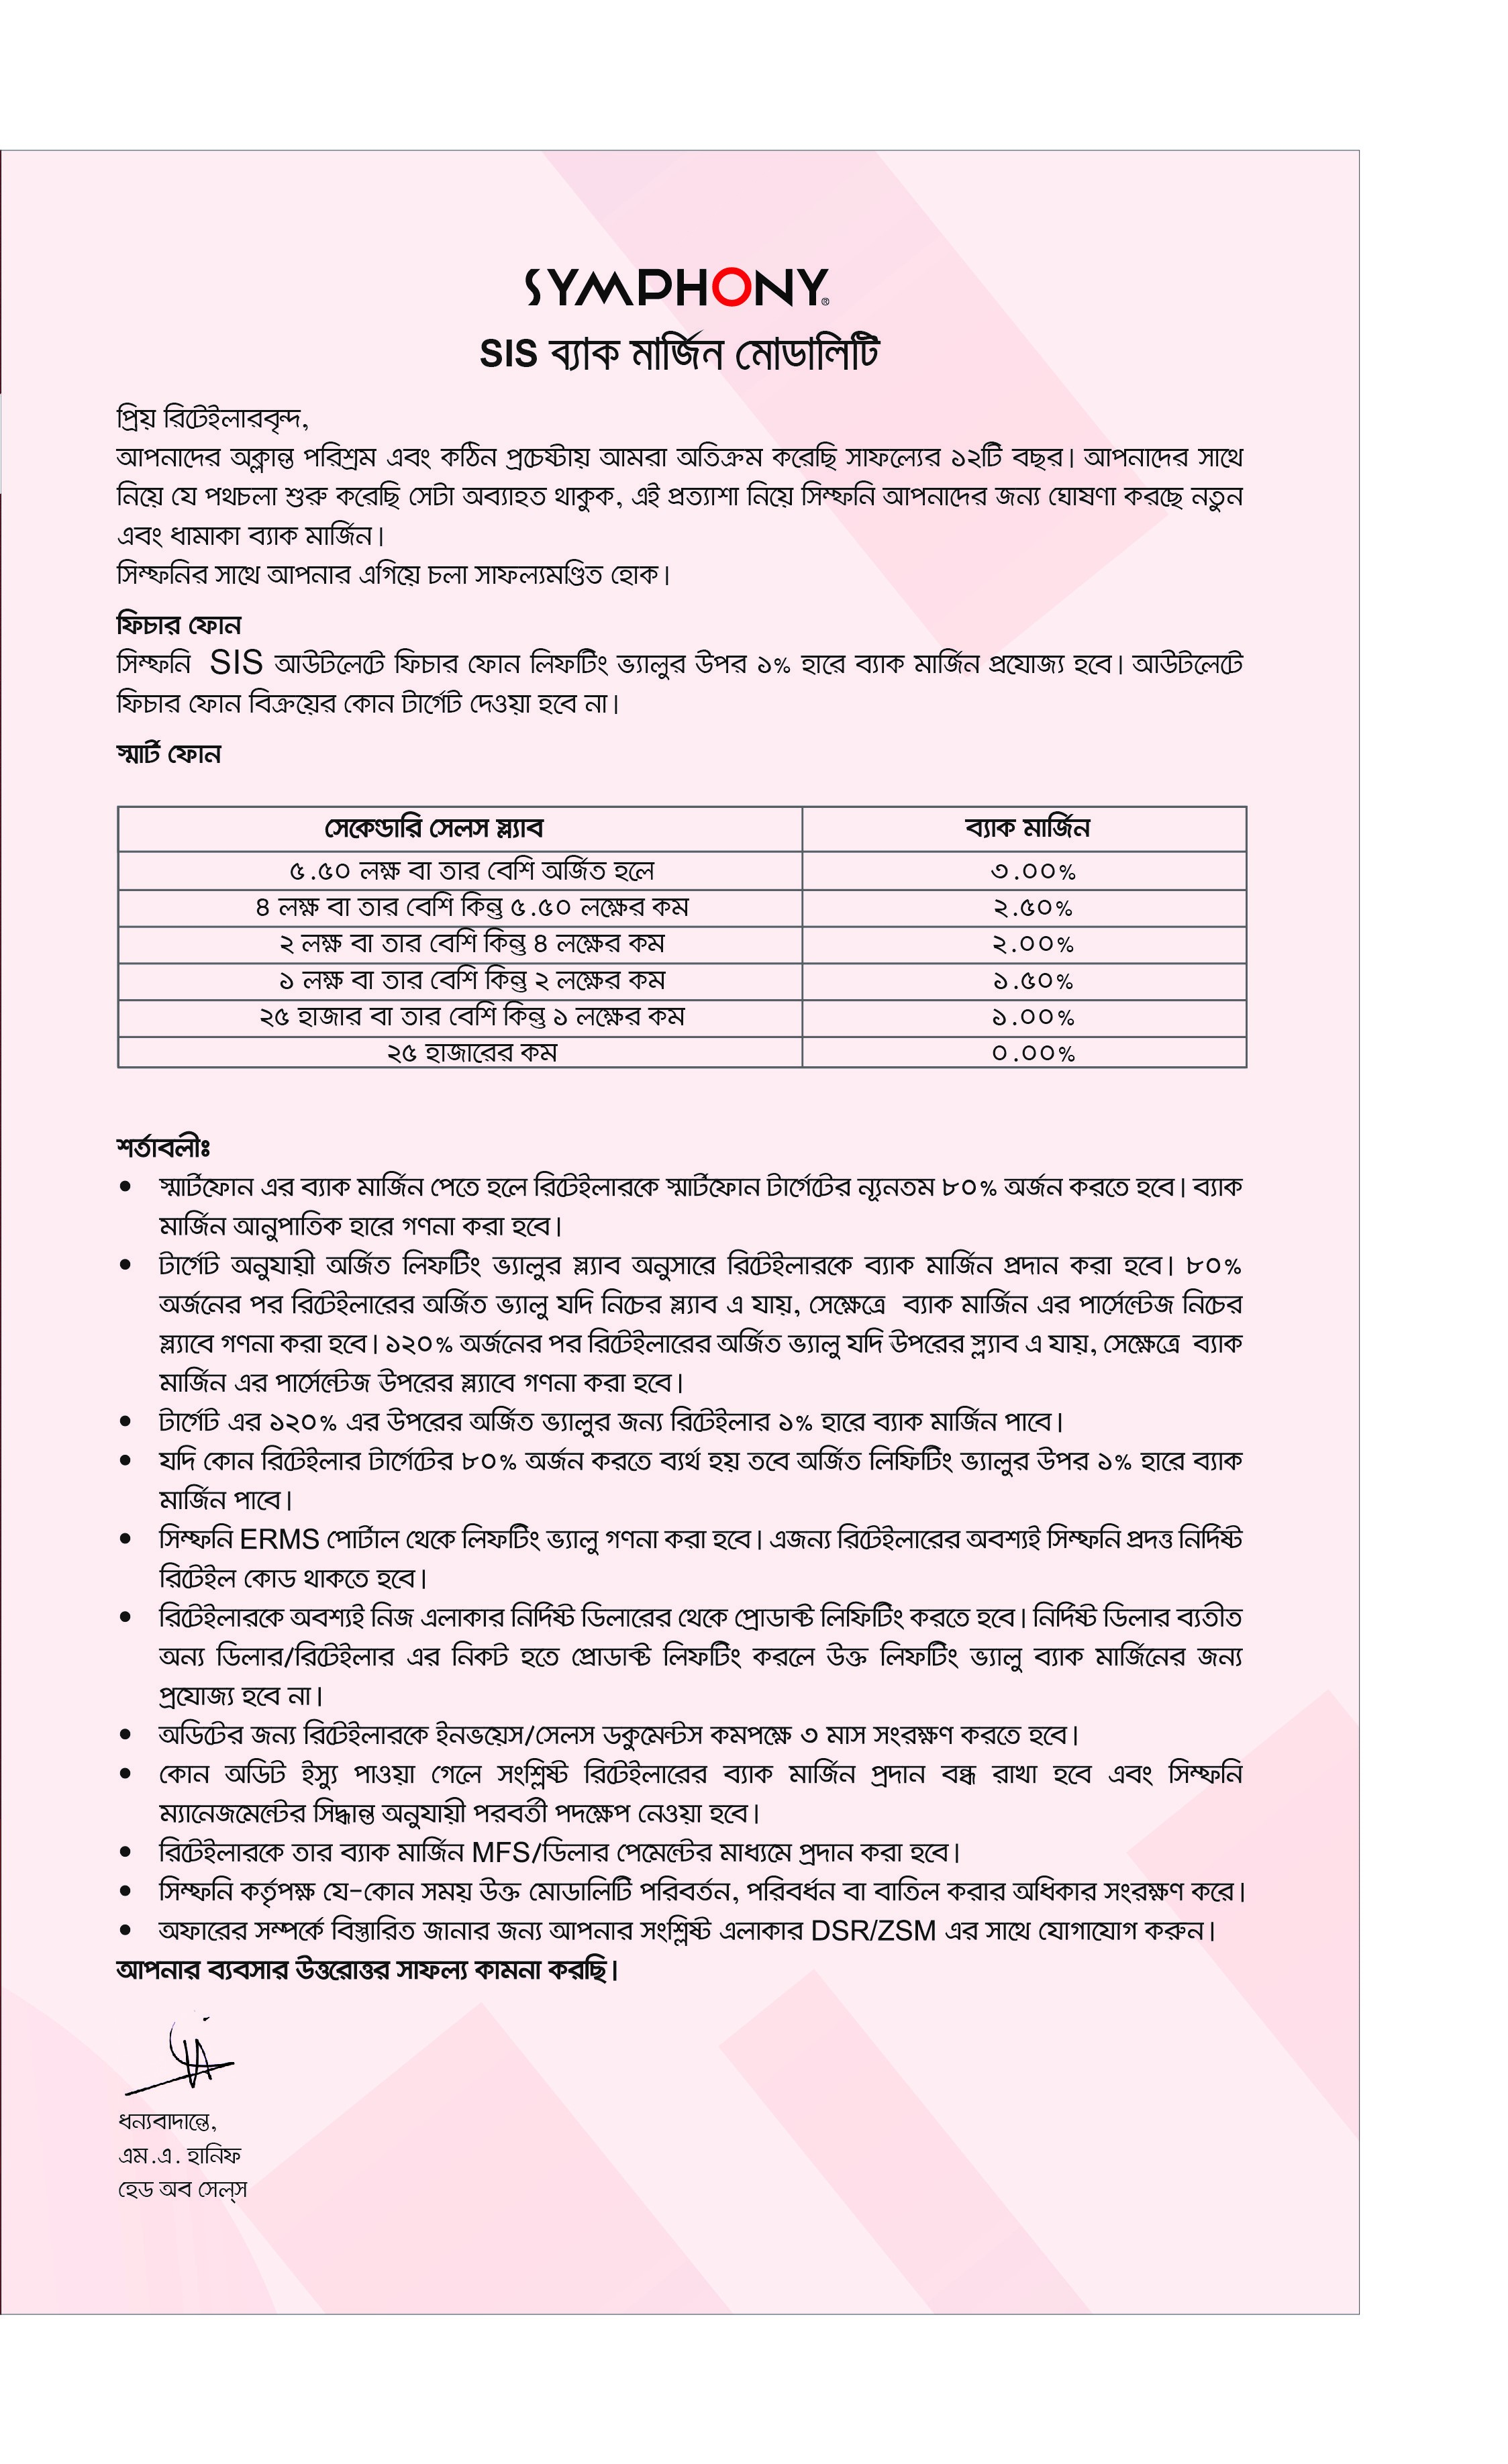 SYMPHONY®
SIS ব্যাক মার্জিন মোডালিটি
প্রিয় রিটেইলারবৃন্দ,
আপনাদের অক্লান্ত পরিশ্রম এবং কঠিন প্রচেষ্টায় আমরা অতিক্রম করেছি সাফল্যের ১২টি বছর। আপনাদের সাথে
নিয়ে যে পথচলা শুরু করেছি সেটা অব্যাহত থাকুক, এই প্রত্যাশা নিয়ে সিম্ফনি আপনাদের জন্য ঘোষণা করছে নতুন
এবং ধামাকা ব্যাক মার্জিন।
সিম্ফনির সাথে আপনার এগিয়ে চলা সাফল্যমণ্ডিত হোক।
ফিচার ফোন
সিম্ফনি SIS আউটলেটে ফিচার ফোন লিফটিং ভ্যালুর উপর ১% হারে ব্যাক মার্জিন প্রযোজ্য হবে। আউটলেটে
ফিচার ফোন বিক্রয়ের কোন টার্গেট দেওয়া হবে না।
স্মার্ট ফোন
সেকেন্ডারি সেলস স্ল্যাব ব্যাক মার্জিন
৫.৫০ লক্ষ বা তার বেশি অর্জিত হলে ৩.০০%
৪ লক্ষ বা তার বেশি কিন্তু ৫.৫০ লক্ষের কম ২.৫০%
২ লক্ষ বা তার বেশি কিন্তু ৪ লক্ষের কম ২.০০%
১ লক্ষ বা তার বেশি কিন্তু ২ লক্ষের কম ১.৫০%
২৫ হাজার বা তার বেশি কিন্তু ১ লক্ষের কম ১.০০%
২৫ হাজারের কম ০.০০%
শর্তাবলীঃ
• স্মার্টফোন এর ব্যাক মার্জিন পেতে হলে রিটেইলারকে স্মার্টফোন টার্গেটের ন্যূনতম ৮০% অর্জন করতে হবে। ব্যাক
মার্জিন আনুপাতিক হারে গণনা করা হবে।
• টার্গেট অনুযায়ী অর্জিত লিফটিং ভ্যালুর স্ল্যাব অনুসারে রিটেইলারকে ব্যাক মার্জিন প্রদান করা হবে। ৮০%
অর্জনের পর রিটেইলারের অর্জিত ভ্যালু যদি নিচের স্ল্যাব এ যায়, সেক্ষেত্রে ব্যাক মার্জিন এর পার্সেন্টেজ নিচের
স্ল্যাবে গণনা করা হবে। ১২০% অর্জনের পর রিটেইলারের অর্জিত ভ্যালু যদি উপরের স্ল্যাব এ যায়, সেক্ষেত্রে ব্যাক
মার্জিন এর পার্সেন্টেজ উপরের স্ল্যাবে গণনা করা হবে।
• টার্গেট এর ১২০% এর উপরের অর্জিত ভ্যালুর জন্য রিটেইলার ১% হারে ব্যাক মার্জিন পাবে।
• যদি কোন রিটেইলার টার্গেটের ৮০% অর্জন করতে ব্যর্থ হয় তবে অর্জিত লিফিটিং ভ্যালুর উপর ১% হারে ব্যাক
মার্জিন পাবে।
• সিম্ফনি ERMS পোর্টাল থেকে লিফটিং ভ্যালু গণনা করা হবে। এজন্য রিটেইলারের অবশ্যই সিম্ফনি প্রদত্ত নির্দিষ্ট
রিটেইল কোড থাকতে হবে।
• রিটেইলারকে অবশ্যই নিজ এলাকার নির্দিষ্ট ডিলারের থেকে প্রোডাক্ট লিফিটিং করতে হবে। নির্দিষ্ট ডিলার ব্যতীত
অন্য ডিলার/রিটেইলার এর নিকট হতে প্রোডাক্ট লিফটিং করলে উক্ত লিফটিং ভ্যালু ব্যাক মার্জিনের জন্য
প্রযোজ্য হবে না।
• অডিটের জন্য রিটেইলারকে ইনভয়েস/সেলস ডকুমেন্টস কমপক্ষে ৩ মাস সংরক্ষণ করতে হবে।
• কোন অডিট ইস্যু পাওয়া গেলে সংশ্লিষ্ট রিটেইলারের ব্যাক মার্জিন প্রদান বন্ধ রাখা হবে এবং সিম্ফনি
ম্যানেজমেন্টের সিদ্ধান্ত অনুযায়ী পরবর্তী পদক্ষেপ নেওয়া হবে।
• রিটেইলারকে তার ব্যাক মার্জিন MFS/ডিলার পেমেন্টের মাধ্যমে প্রদান করা হবে।
• সিম্ফনি কর্তৃপক্ষ যে-কোন সময় উক্ত মোডালিটি পরিবর্তন, পরিবর্ধন বা বাতিল করার অধিকার সংরক্ষণ করে।
• অফারের সম্পর্কে বিস্তারিত জানার জন্য আপনার সংশ্লিষ্ট এলাকার DSR/ZSM এর সাথে যোগাযোগ করুন।
আপনার ব্যবসার উত্তরোত্তর সাফল্য কামনা করছি।
ধন্যবাদান্তে,
এম.এ. হানিফ
হেড অব সেল্‌স